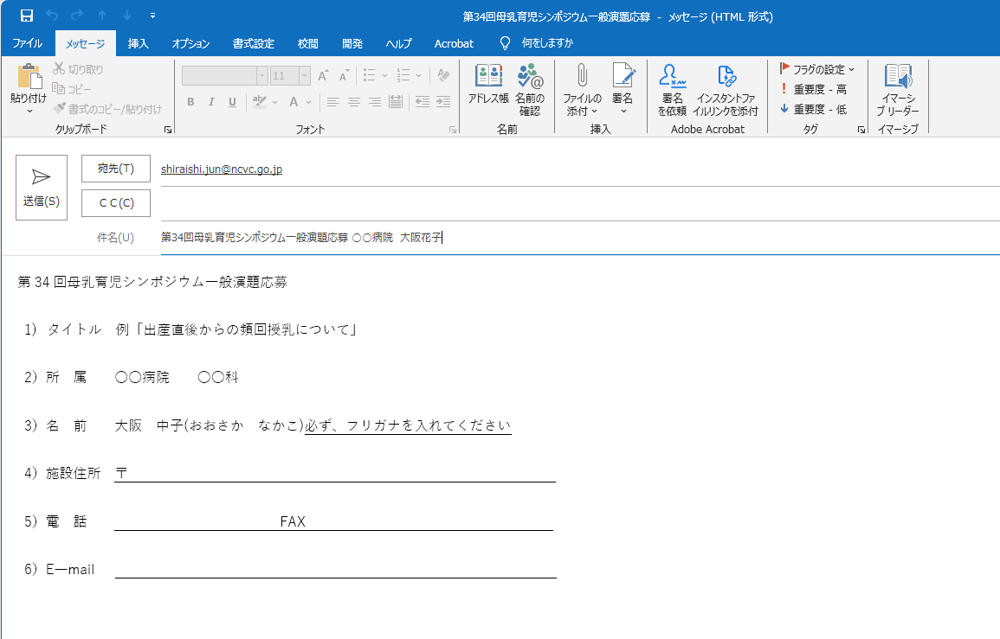 第34回母乳育児シンポジウム一般演題応募 - メッセージ (HTML 形式)
ファイル メッセージ 挿入 オプション 書式設定 校閲 開発 ヘルプ Acrobat 何をしますか
貼り付け
切り取り
コピー
書式のコピー/貼り付け
クリップボード
11
A A
B I U ab A
フォント
アドレス帳
名前の
確認
名前
ファイルの
添付
署名
挿入
署名
を依頼
インスタントファ
イルリンクを添付
Adobe Acrobat
フラグの設定
重要度 - 高
重要度 - 低
タグ
イマーシ
ブ リーダー
イマーシブ
送信(S)
宛先(T) shiraishi.jun@ncvc.go.jp
ＣＣ(C)
件名(U) 第34回母乳育児シンポジウム一般演題応募 〇〇病院 大阪花子
第 34 回母乳育児シンポジウム一般演題応募
1) タイトル 例「出産直後からの頻回授乳について」
2) 所 属 〇〇病院 〇〇科
3) 名 前 大阪 中子(おおさか なかこ)必ず、フリガナを入れてください
4) 施設住所 〒
5) 電 話 FAX
6) E―mail